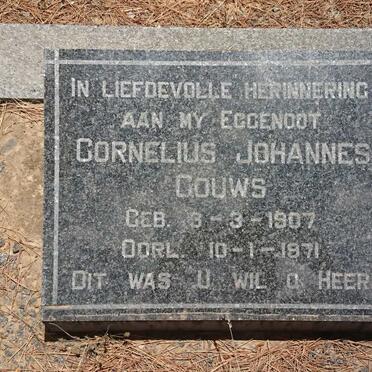 IN LIEFDEVOLLE HERINNERING
AAN MY EGGENOOT
CORNELIUS JOHANNES
GOUWS
GEB. 8-3-1907
OORL. 10-1-1971
DIT WAS U WIL O HEER